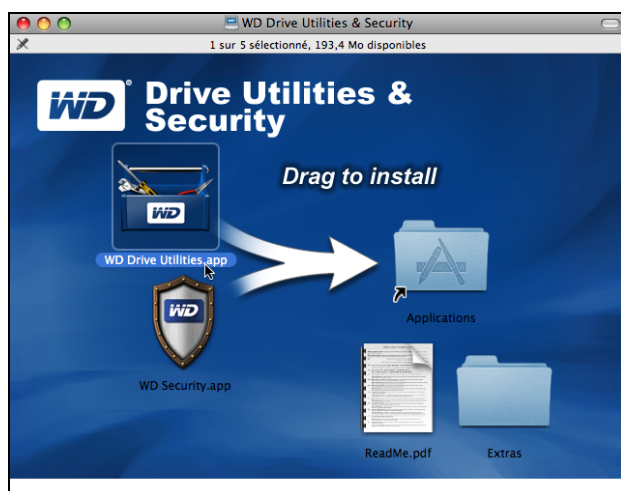 WD Drive Utilities & Security
1 sur 5 sélectionné, 193,4 Mo disponibles
WD® Drive Utilities &
Security
Drag to install
WD
WD Drive Utilities.app
Applications
WD
WD Security.app
ReadMe.pdf
Extras